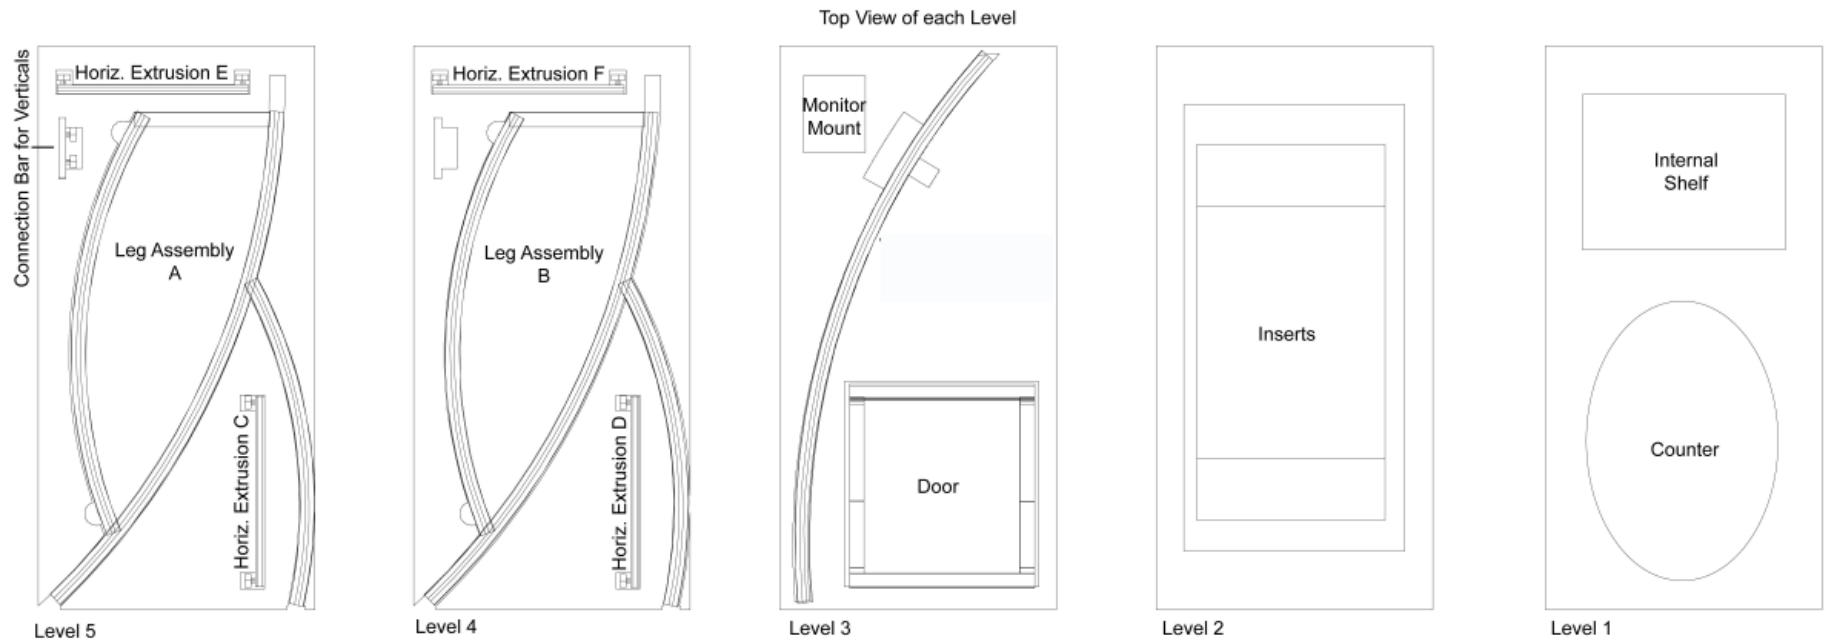 Top View of each Level
Connection Bar for Verticals
Horiz. Extrusion E
Leg Assembly
A
Horiz. Extrusion C
Level 5
Horiz. Extrusion F
Leg Assembly
B
Horiz. Extrusion D
Level 4
Monitor
Mount
Door
Level 3
Inserts
Level 2
Internal
Shelf
Counter
Level 1